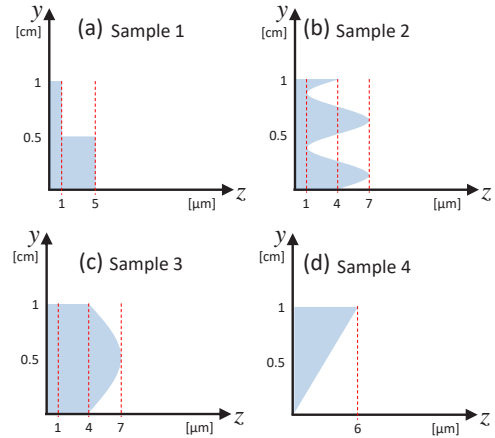 y
[cm]
(a) Sample 1
1
0.5
1 5 [µm] z
y
[cm]
(b) Sample 2
1
0.5
1 4 7 [µm] z
y
[cm]
(c) Sample 3
1
0.5
1 4 7 [µm] z
y
[cm]
(d) Sample 4
1
0.5
6 [µm] z